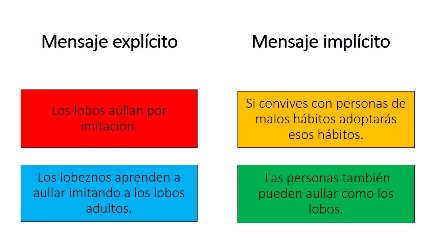 Mensaje explícito
Mensaje implícito
Los lobos aúllan por
imitación.
Si convives con personas de
malos hábitos adoptarás
esos hábitos.
Los lobeznos aprenden a
aullar imitando a los lobos
adultos.
Las personas también
pueden aullar como los
lobos.